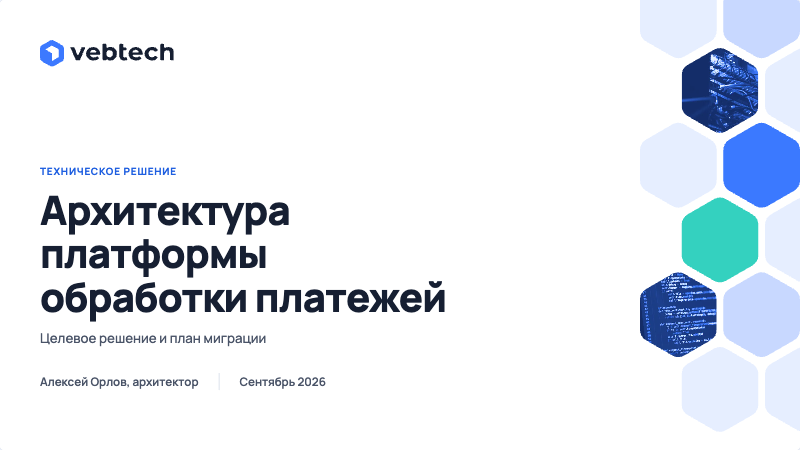 vebtech
ТЕХНИЧЕСКОЕ РЕШЕНИЕ
Архитектура
платформы
обработки платежей
Целевое решение и план миграции
Алексей Орлов, архитектор
Сентябрь 2026